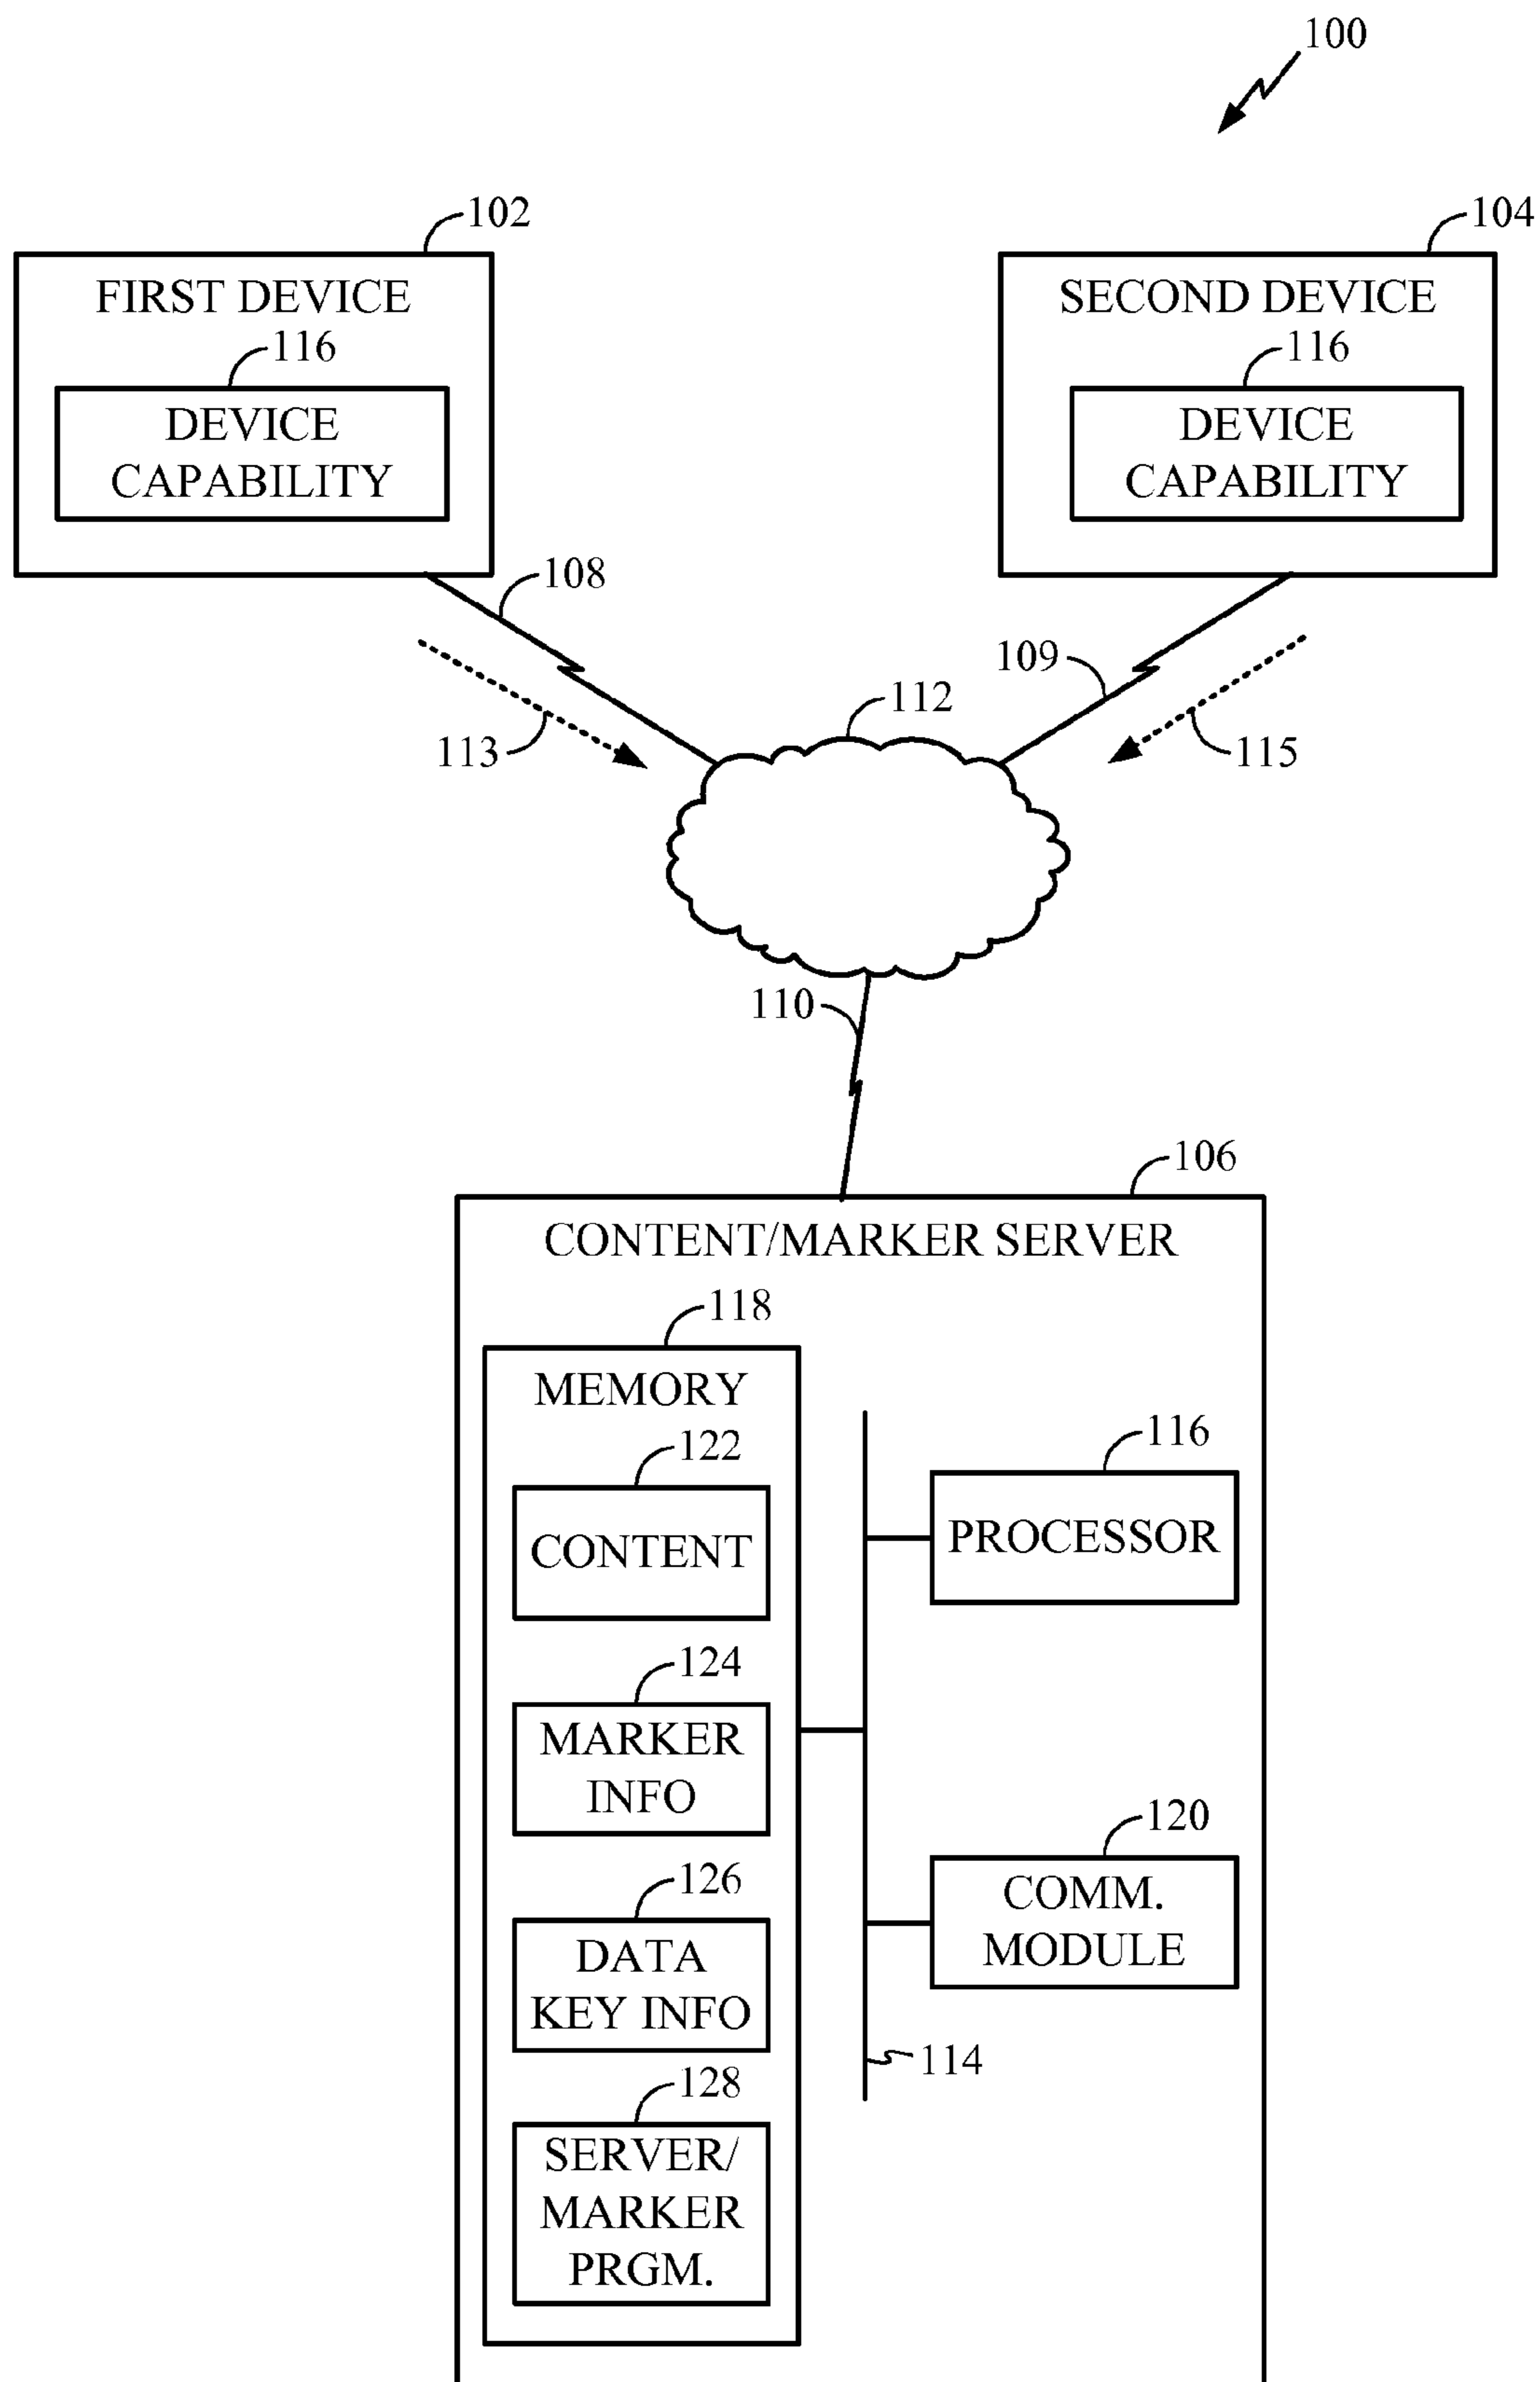 100
102
104
FIRST DEVICE
SECOND DEVICE
116
116
DEVICE
CAPABILITY
DEVICE
CAPABILITY
108
109
112
113
115
110
106
CONTENT/MARKER SERVER
118
MEMORY
122
CONTENT
116
PROCESSOR
124
MARKER
INFO
120
COMM.
MODULE
126
DATA
KEY INFO
114
128
SERVER/
MARKER
PRGM.